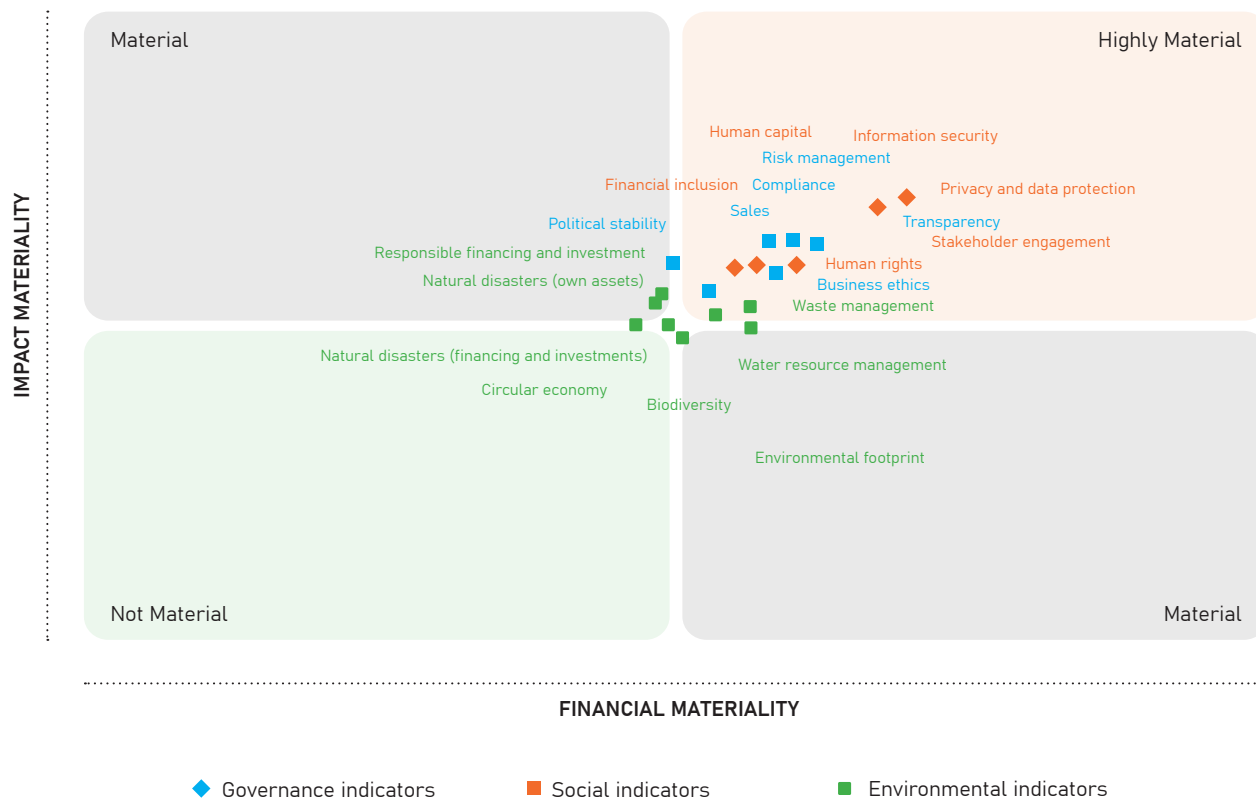 Material
Highly Material
Human capital
Information security
Risk management
Financial inclusion
Compliance
Privacy and data protection
Sales
Political stability
Transparency
Stakeholder engagement
Responsible financing and investment
Human rights
Natural disasters (own assets)
Business ethics
Waste management
Natural disasters (financing and investments)
Water resource management
Circular economy
Biodiversity
Environmental footprint
Not Material
Material
IMPACT MATERIALITY
FINANCIAL MATERIALITY
Governance indicators
Social indicators
Environmental indicators